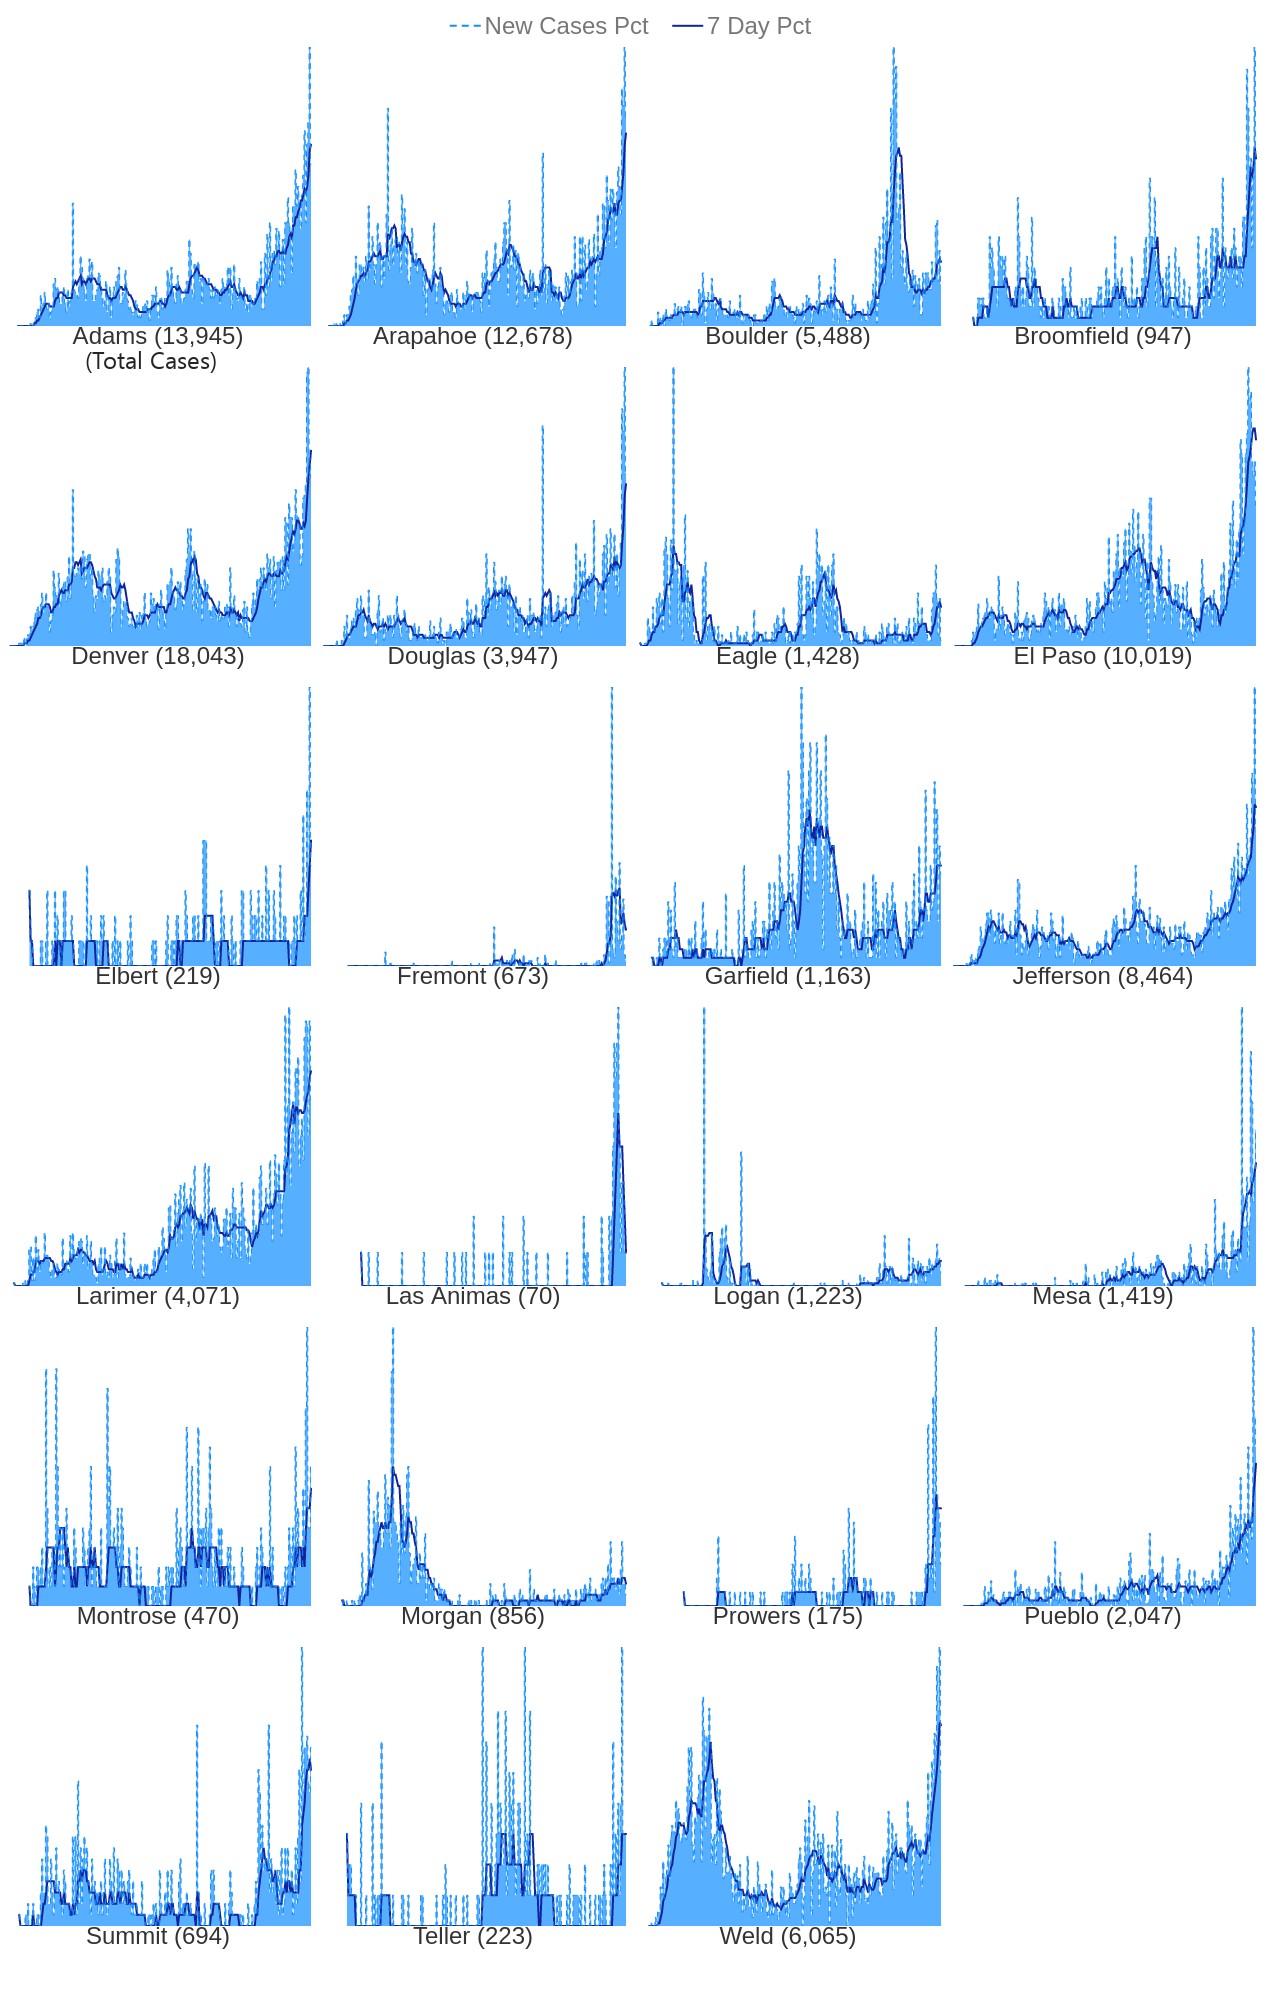 New Cases Pct 7 Day Pct
Adams (13,945) Arapahoe (12,678) Boulder (5,488) Broomfield (947)
(Total Cases)
Denver (18,043) Douglas (3,947) Eagle (1,428) El Paso (10,019)
Elbert (219) Fremont (673) Garfield (1,163) Jefferson (8,464)
Larimer (4,071) Las Animas (70) Logan (1,223) Mesa (1,419)
Montrose (470) Morgan (856) Prowers (175) Pueblo (2,047)
Summit (694) Teller (223) Weld (6,065)